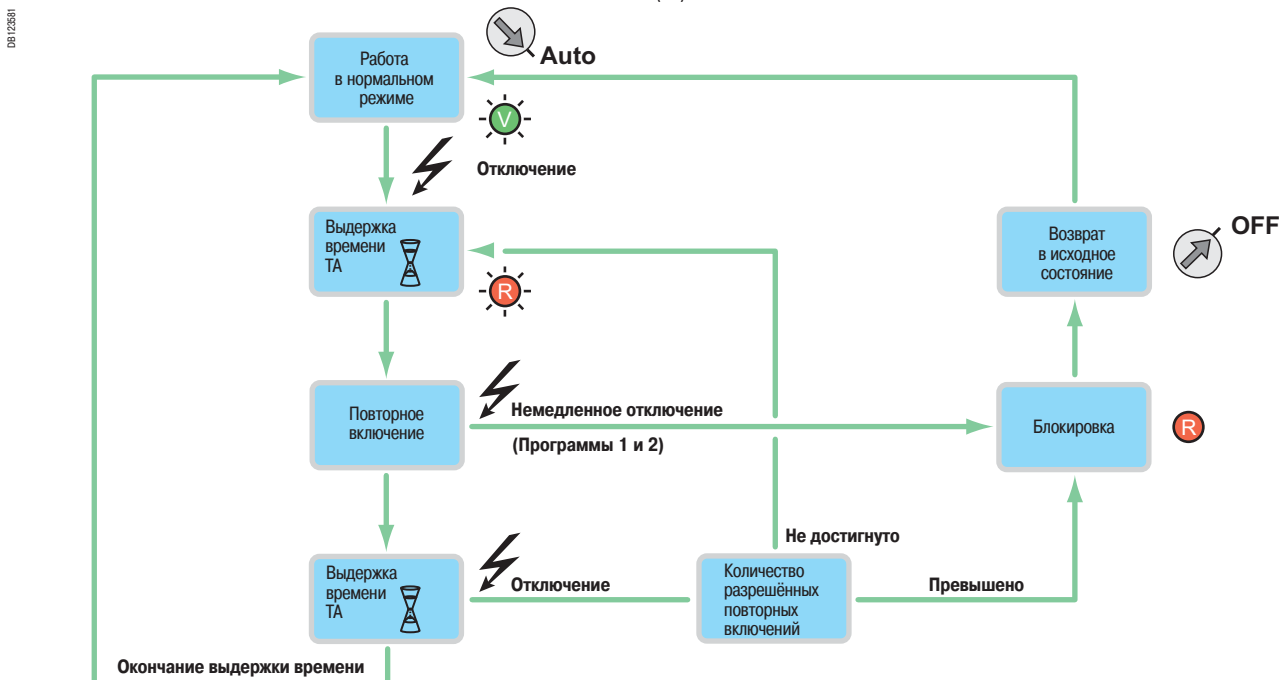 DB123581
Auto
Работа
в нормальном
режиме
V
Отключение
Выдержка
времени
ТА
R
OFF
Возврат
в исходное
состояние
Повторное
включение
Немедленное отключение
(Программы 1 и 2)
Блокировка
R
Не достигнуто
Выдержка
времени
ТА
Отключение
Количество
разрешённых
повторных
включений
Превышено
Окончание выдержки времени